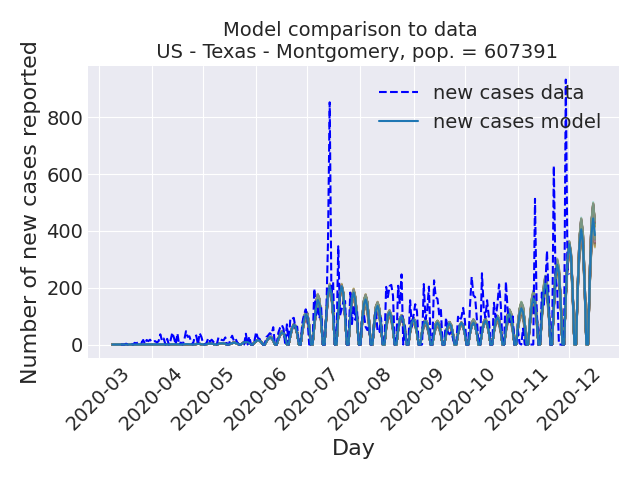 Model comparison to data
US - Texas - Montgomery, pop. = 607391
Number of new cases reported
800
600
400
200
0
new cases data
new cases model
2020-03
2020-04
2020-05
2020-06
2020-07
2020-08
2020-09
2020-10
2020-11
2020-12
Day